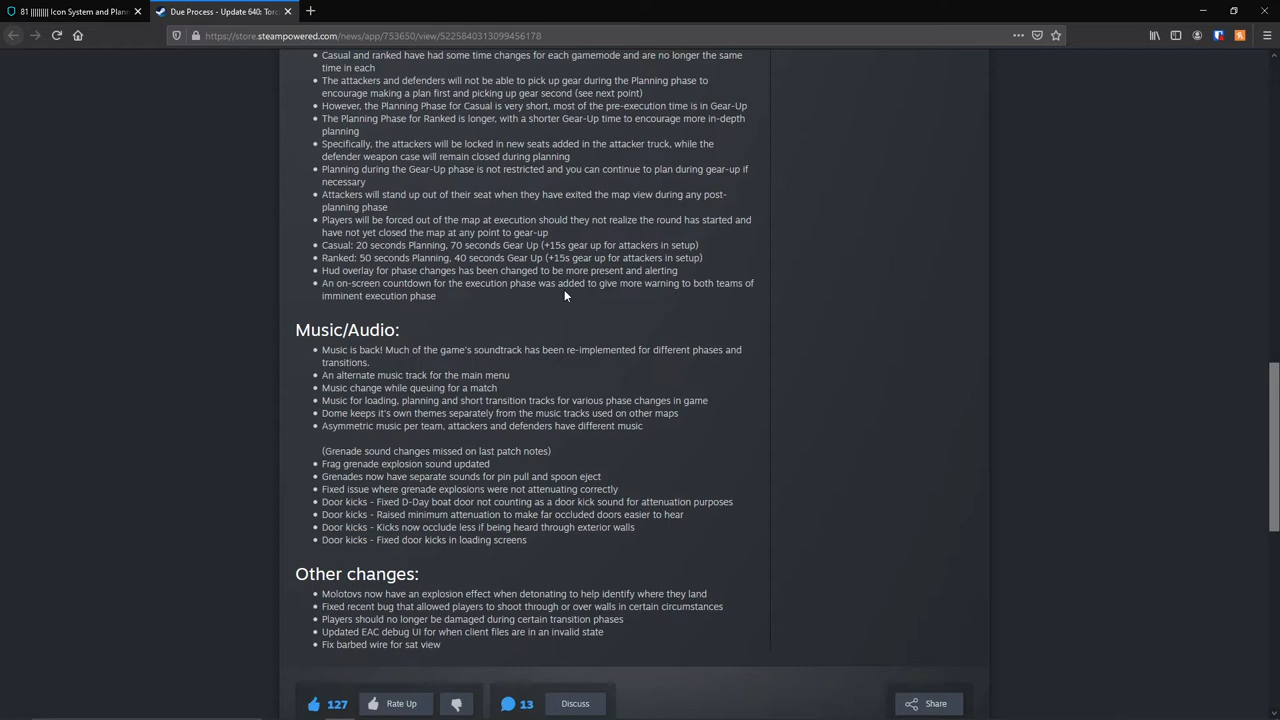 81 ||||||||| Icon System and Plann
Due Process - Update 640: Torc
https://store.steampowered.com/news/app/753650/view/5225840313099456178
Casual and ranked have had some time changes for each gamemode and are no longer the same
time in each
The attackers and defenders will not be able to pick up gear during the Planning phase to
encourage making a plan first and picking up gear second (see next point)
However, the Planning Phase for Casual is very short, most of the pre-execution time is in Gear-Up
The Planning Phase for Ranked is longer, with a shorter Gear-Up time to encourage more in-depth
planning
Specifically, the attackers will be locked in new seats added in the attacker truck, while the
defender weapon case will remain closed during planning
Planning during the Gear-Up phase is not restricted and you can continue to plan during gear-up if
necessary
Attackers will stand up out of their seat when they have exited the map view during any post-
planning phase
Players will be forced out of the map at execution should they not realize the round has started and
have not yet closed the map at any point to gear-up
Casual: 20 seconds Planning, 70 seconds Gear Up (+15s gear up for attackers in setup)
Ranked: 50 seconds Planning, 40 seconds Gear Up (+15s gear up for attackers in setup)
Hud overlay for phase changes has been changed to be more present and alerting
An on-screen countdown for the execution phase was added to give more warning to both teams of
imminent execution phase
Music/Audio:
Music is back! Much of the game's soundtrack has been re-implemented for different phases and
transitions.
An alternate music track for the main menu
Music change while queuing for a match
Music for loading, planning and short transition tracks for various phase changes in game
Dome keeps it's own themes separately from the music tracks used on other maps
Asymmetric music per team, attackers and defenders have different music
(Grenade sound changes missed on last patch notes)
Frag grenade explosion sound updated
Grenades now have separate sounds for pin pull and spoon eject
Fixed issue where grenade explosions were not attenuating correctly
Door kicks - Fixed D-Day boat door not counting as a door kick sound for attenuation purposes
Door kicks - Raised minimum attenuation to make far occluded doors easier to hear
Door kicks - Kicks now occlude less if being heard through exterior walls
Door kicks - Fixed door kicks in loading screens
Other changes:
Molotovs now have an explosion effect when detonating to help identify where they land
Fixed recent bug that allowed players to shoot through or over walls in certain circumstances
Players should no longer be damaged during certain transition phases
Updated EAC debug UI for when client files are in an invalid state
Fix barbed wire for sat view
127 Rate Up 13 Discuss Share